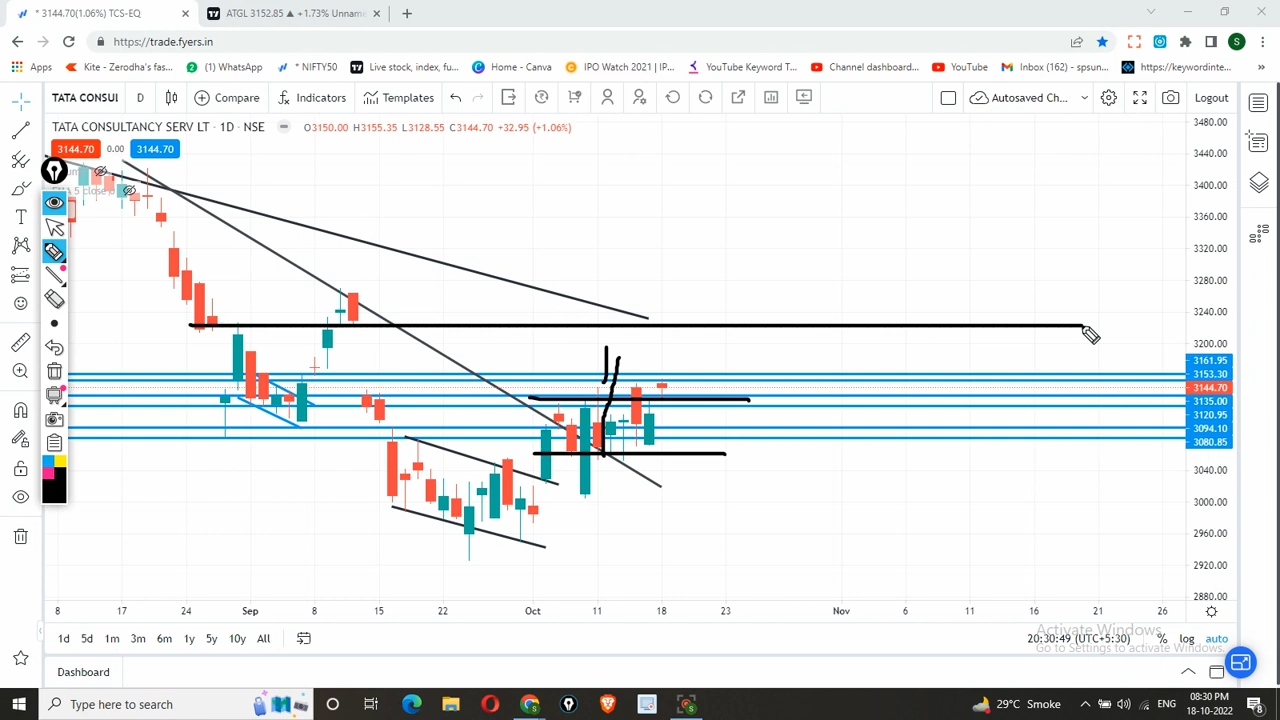 * 3144.70(1.06%) TCS-EQ
ATGL 3152.85 ▲ +1.73% Unname
https://trade.fyers.in
S
Apps
Kite - Zerodha's fas...
2
(1) WhatsApp
* NIFTY50
Live stock, index, fu...
Home - Canva
IPO Watch 2021 | IP...
YouTube Keyword T...
Channel dashboar...
YouTube
Inbox (162) - spsun...
https://keywordinte...
TATA CONSUI
D
Compare
Indicators
Templates
Autosaved Ch...
Logout
TATA CONSULTANCY SERV LT · 1D · NSE
O3150.00 H3155.35 L3128.55 C3144.70 +32.95 (+1.06%)
3144.70
0.00
3144.70
5 close
3480.00
3440.00
3400.00
3360.00
3320.00
3280.00
3240.00
3200.00
3161.95
3153.30
3144.70
3135.00
3120.95
3094.10
3080.85
3040.00
3000.00
2960.00
2920.00
2880.00
8
17
24
Sep
8
15
22
Oct
11
18
23
Nov
6
11
16
21
26
1d
5d
1m
3m
6m
1y
5y
10y
All
20:30:49 (UTC+5:30)
%
log
auto
Activate Windows
Go to Settings to activate Windows.
Dashboard
Type here to search
29°C Smoke
ENG
08:30 PM
18-10-2022
8